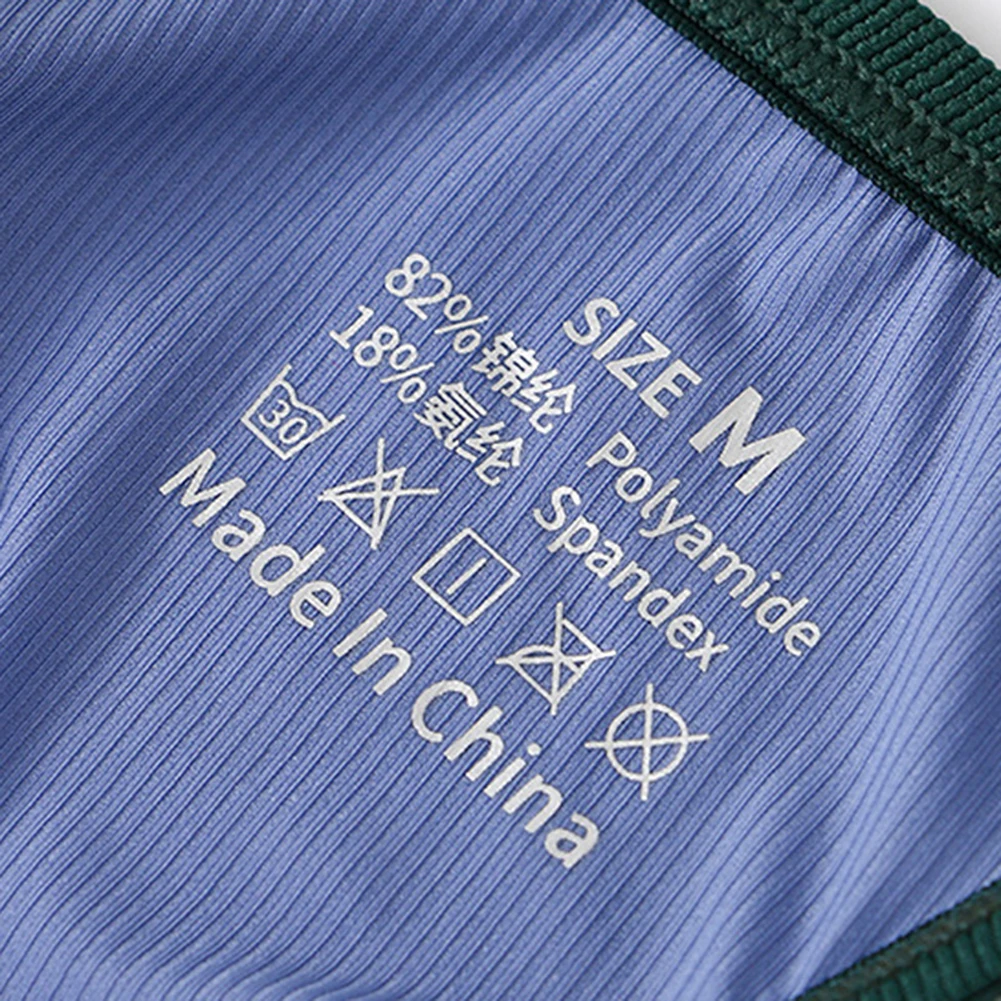 SIZE M
82%锦纶 Polyamide
18%氨纶 Spandex
30
Made In China